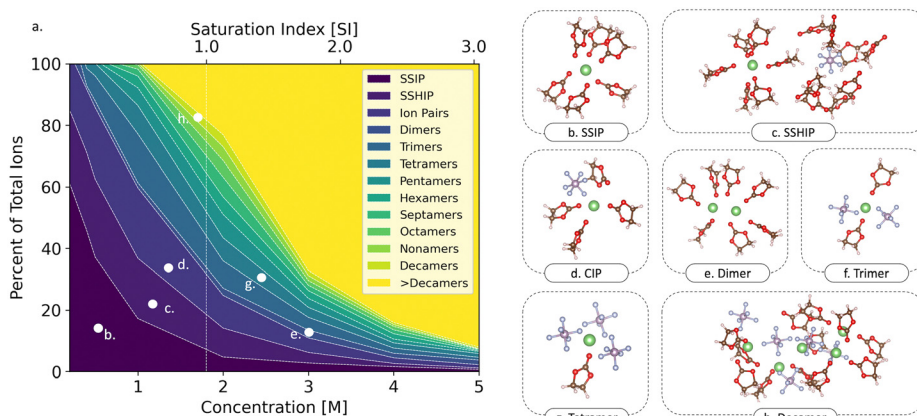 a.
Saturation Index [SI]
1.0 2.0 3.0
100
80
60
40
20
0
Percent of Total Ions
1 2 3 4 5
Concentration [M]
SSIP
SSHIP
Ion Pairs
Dimers
Trimers
Tetramers
Pentamers
Hexamers
Septamers
Octamers
Nonamers
Decamers
>Decamers
h.
d.
g.
c.
b.
e.
b. SSIP
c. SSHIP
d. CIP
e. Dimer
f. Trimer